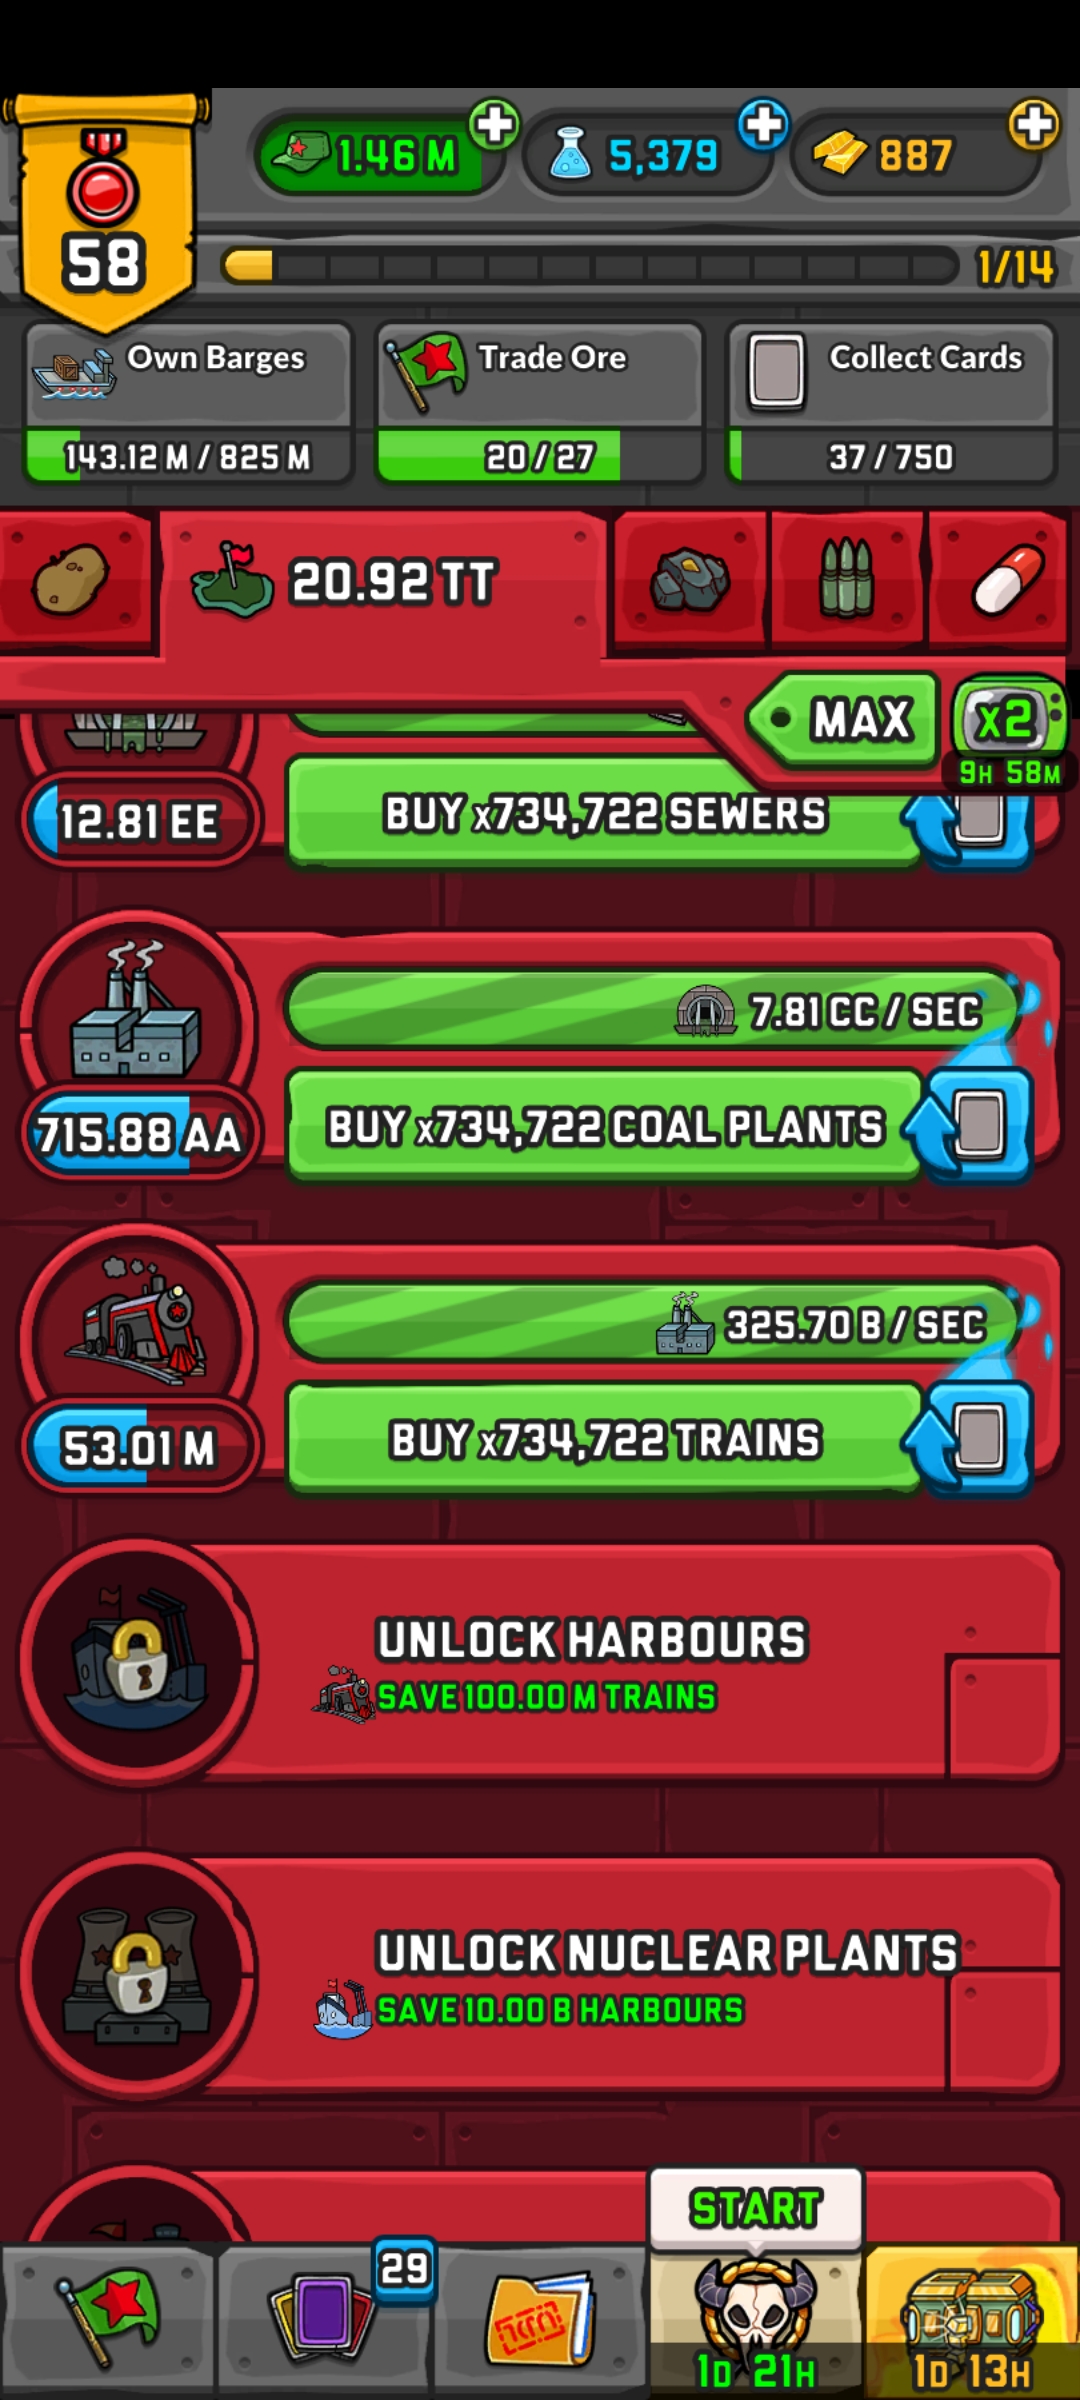 1.46 M
5,379
887
58
1/14
Own Barges
143.12 M / 825 M
Trade Ore
20 / 27
Collect Cards
37 / 750
20.92 TT
MAX
x2
9H 58M
12.81 EE
BUY x734,722 SEWERS
7.81 CC / SEC
715.88 AA
BUY x734,722 COAL PLANTS
325.70 B / SEC
53.01 M
BUY x734,722 TRAINS
UNLOCK HARBOURS
SAVE 100.00 M TRAINS
UNLOCK NUCLEAR PLANTS
SAVE 10.00 B HARBOURS
START
29
1D 21H
1D 13H